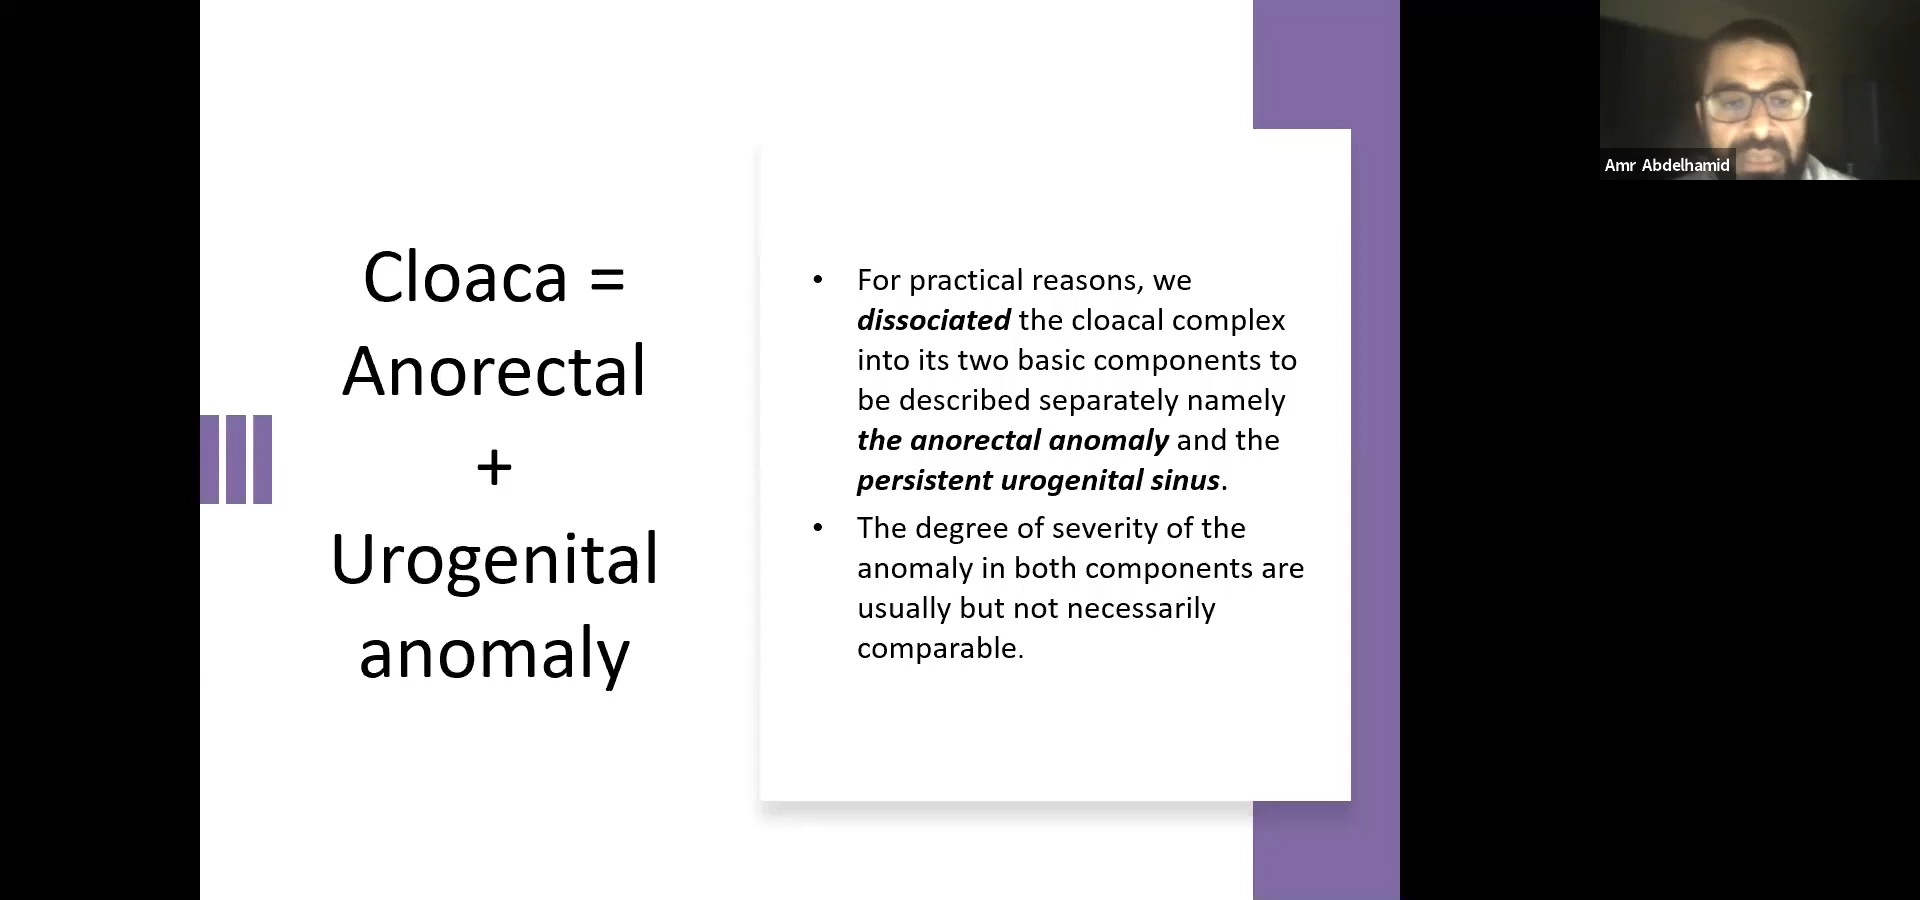 Cloaca =
Anorectal
+
Urogenital
anomaly
• For practical reasons, we
dissociated the cloacal complex
into its two basic components to
be described separately namely
the anorectal anomaly and the
persistent urogenital sinus.
• The degree of severity of the
anomaly in both components are
usually but not necessarily
comparable.
Amr Abdelhamid